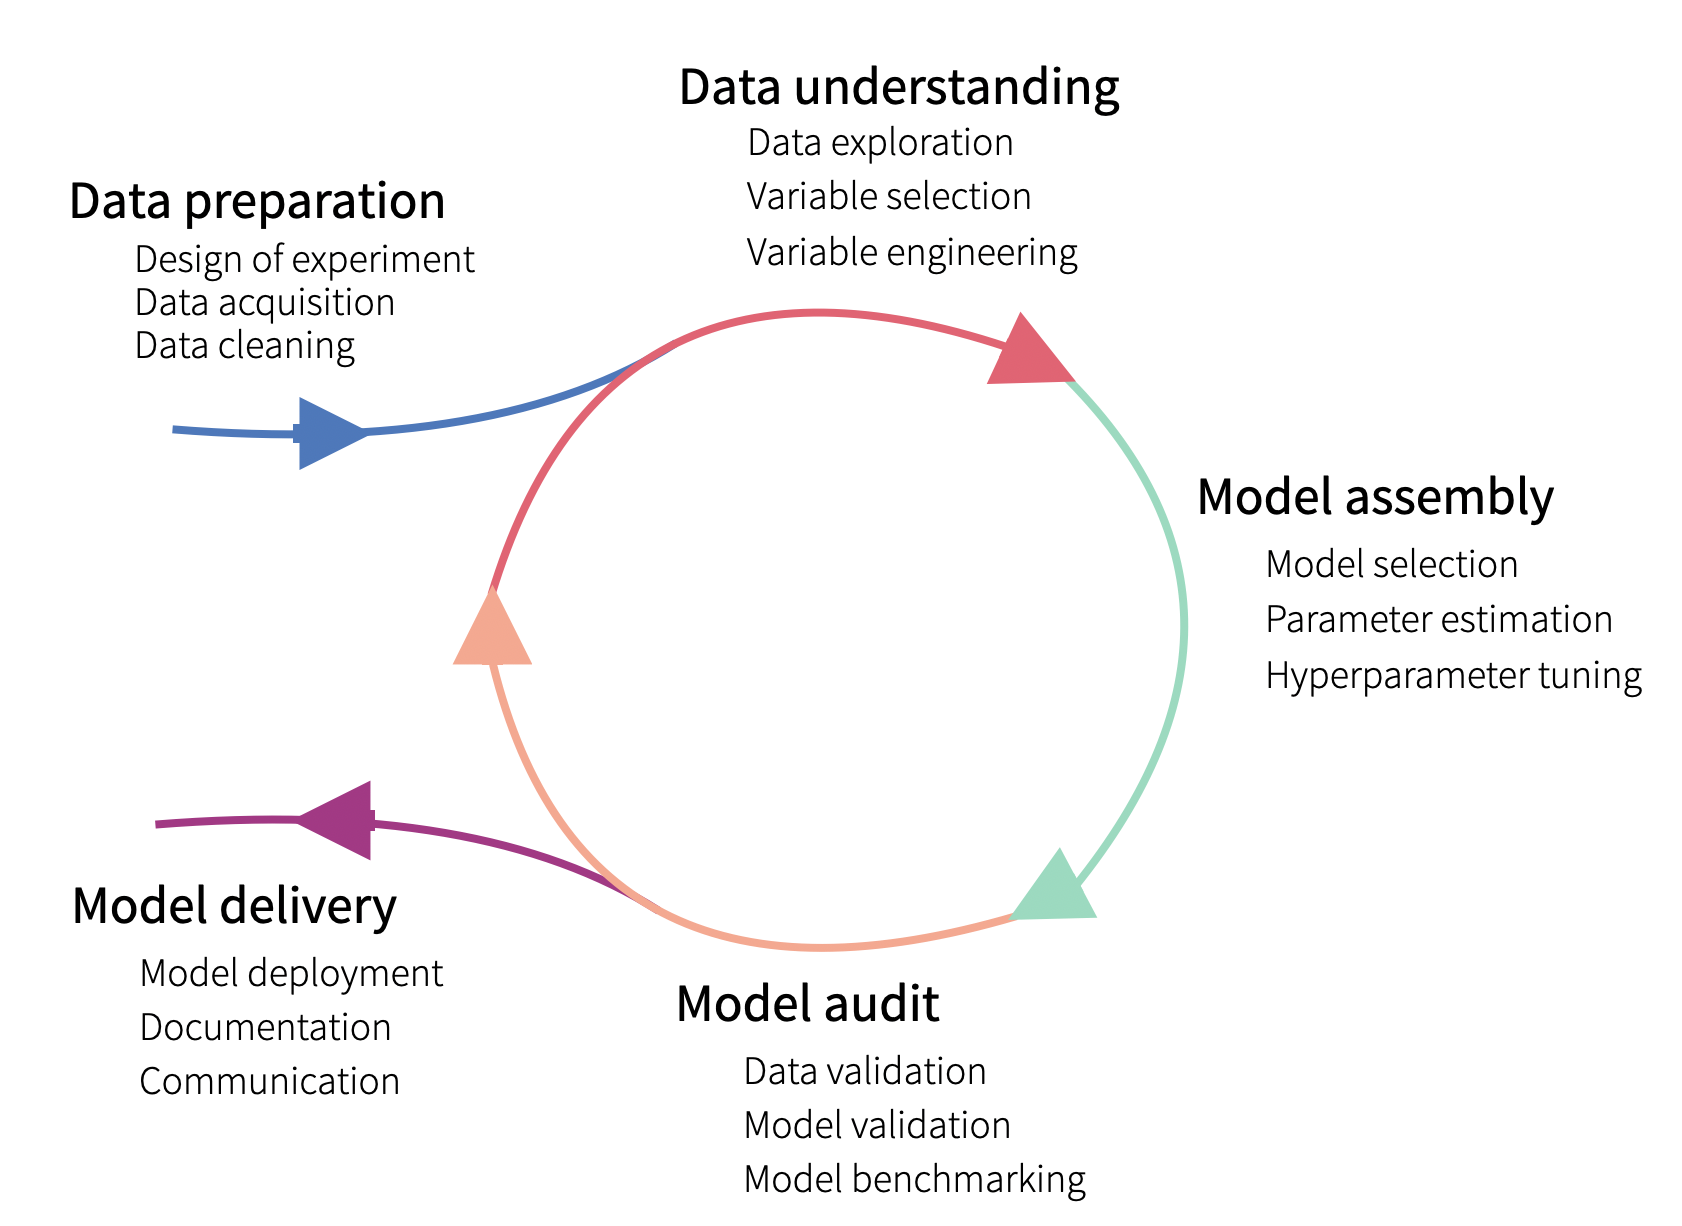 Data understanding
Data exploration
Variable selection
Variable engineering
Data preparation
Design of experiment
Data acquisition
Data cleaning
Model assembly
Model selection
Parameter estimation
Hyperparameter tuning
Model delivery
Model deployment
Documentation
Communication
Model audit
Data validation
Model validation
Model benchmarking